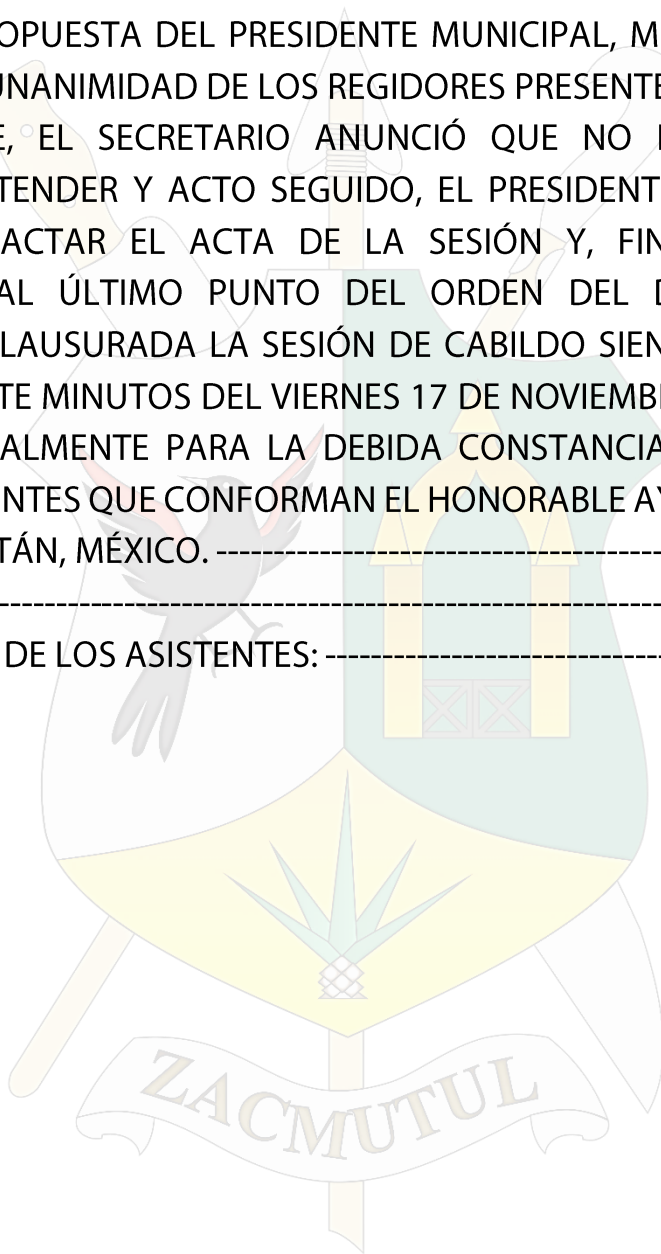 OPUESTA DEL PRESIDENTE MUNICIPAL, M
UNANIMIDAD DE LOS REGIDORES PRESENTE
E, EL SECRETARIO ANUNCIÓ QUE NO
TENDER Y ACTO SEGUIDO, EL PRESIDENT
ACTAR EL ACTA DE LA SESIÓN Y, FIN
AL ÚLTIMO PUNTO DEL ORDEN DEL D
LAUSURADA LA SESIÓN DE CABILDO SIEN
TE MINUTOS DEL VIERNES 17 DE NOVIEMB
ALMENTE PARA LA DEBIDA CONSTANCIA
NTES QUE CONFORMAN EL HONORABLE AY
TÁN, MÉXICO. ----------------------------------------
------------------------------------------------------------
DE LOS ASISTENTES: ------------------------------
ZACMUTUL